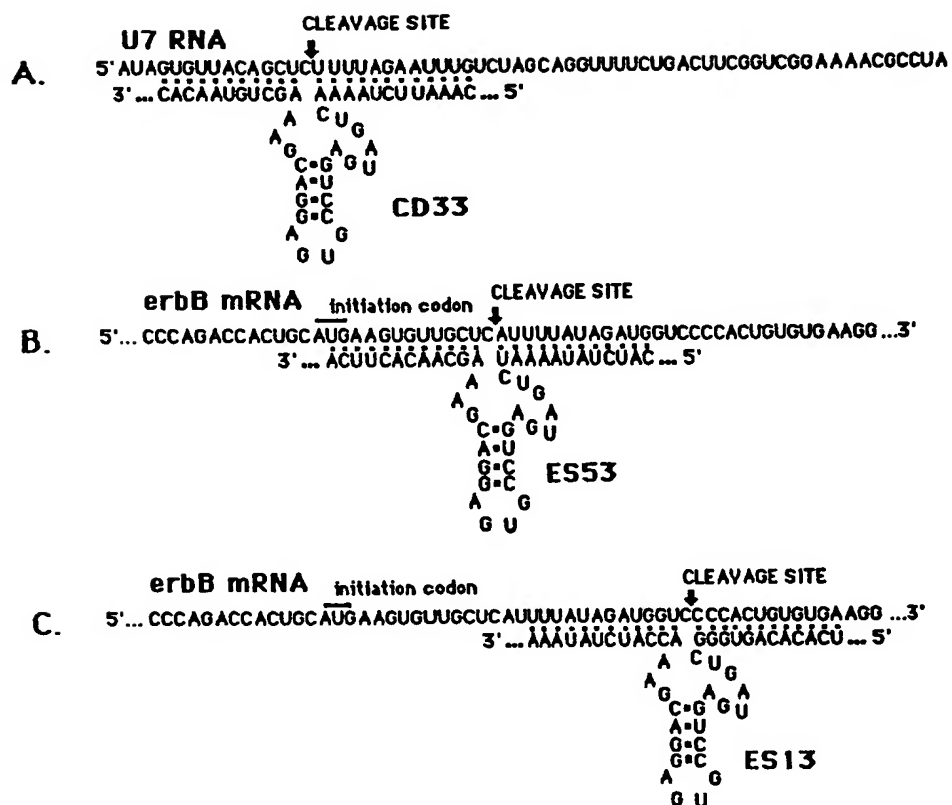 CLEAVAGE SITE
U7 RNA
A. 5' AUAGUGUUACAGCUCUUUUAGAAUUUGUCUAGCAGGUUUUCUGACUUCGGUCGGAAAACGCCUA
3' ... CACAAUGUCGA AAAAUCUUAAAC ... 5'
A C U G
A G A A U
G G
C=G
A=U
G=C
G=C
A G
G U
CD33
erbB mRNA initiation codon CLEAVAGE SITE
B. 5'... CCCAGACCACUGCAUGAAGUGUUGCUCAUUUUAUAGAUGGUCCCCACUGUGUGAAGG ...3'
3' ... ACUUCACAACGA UAAAAUAUCUAC ... 5'
A C U G
A G A A U
G G
C=G
A=U
G=C
G=C
A G
G U
ES53
erbB mRNA initiation codon CLEAVAGE SITE
C. 5'... CCCAGACCACUGCAUGAAGUGUUGCUCAUUUUAUAGAUGGUCCCCACUGUGUGAAGG ...3'
3' ... AAAUAUCUACCA GGGUGACACACU ... 5'
A C U G
A G A A U
G G
C=G
A=U
G=C
G=C
A G
G U
ES13